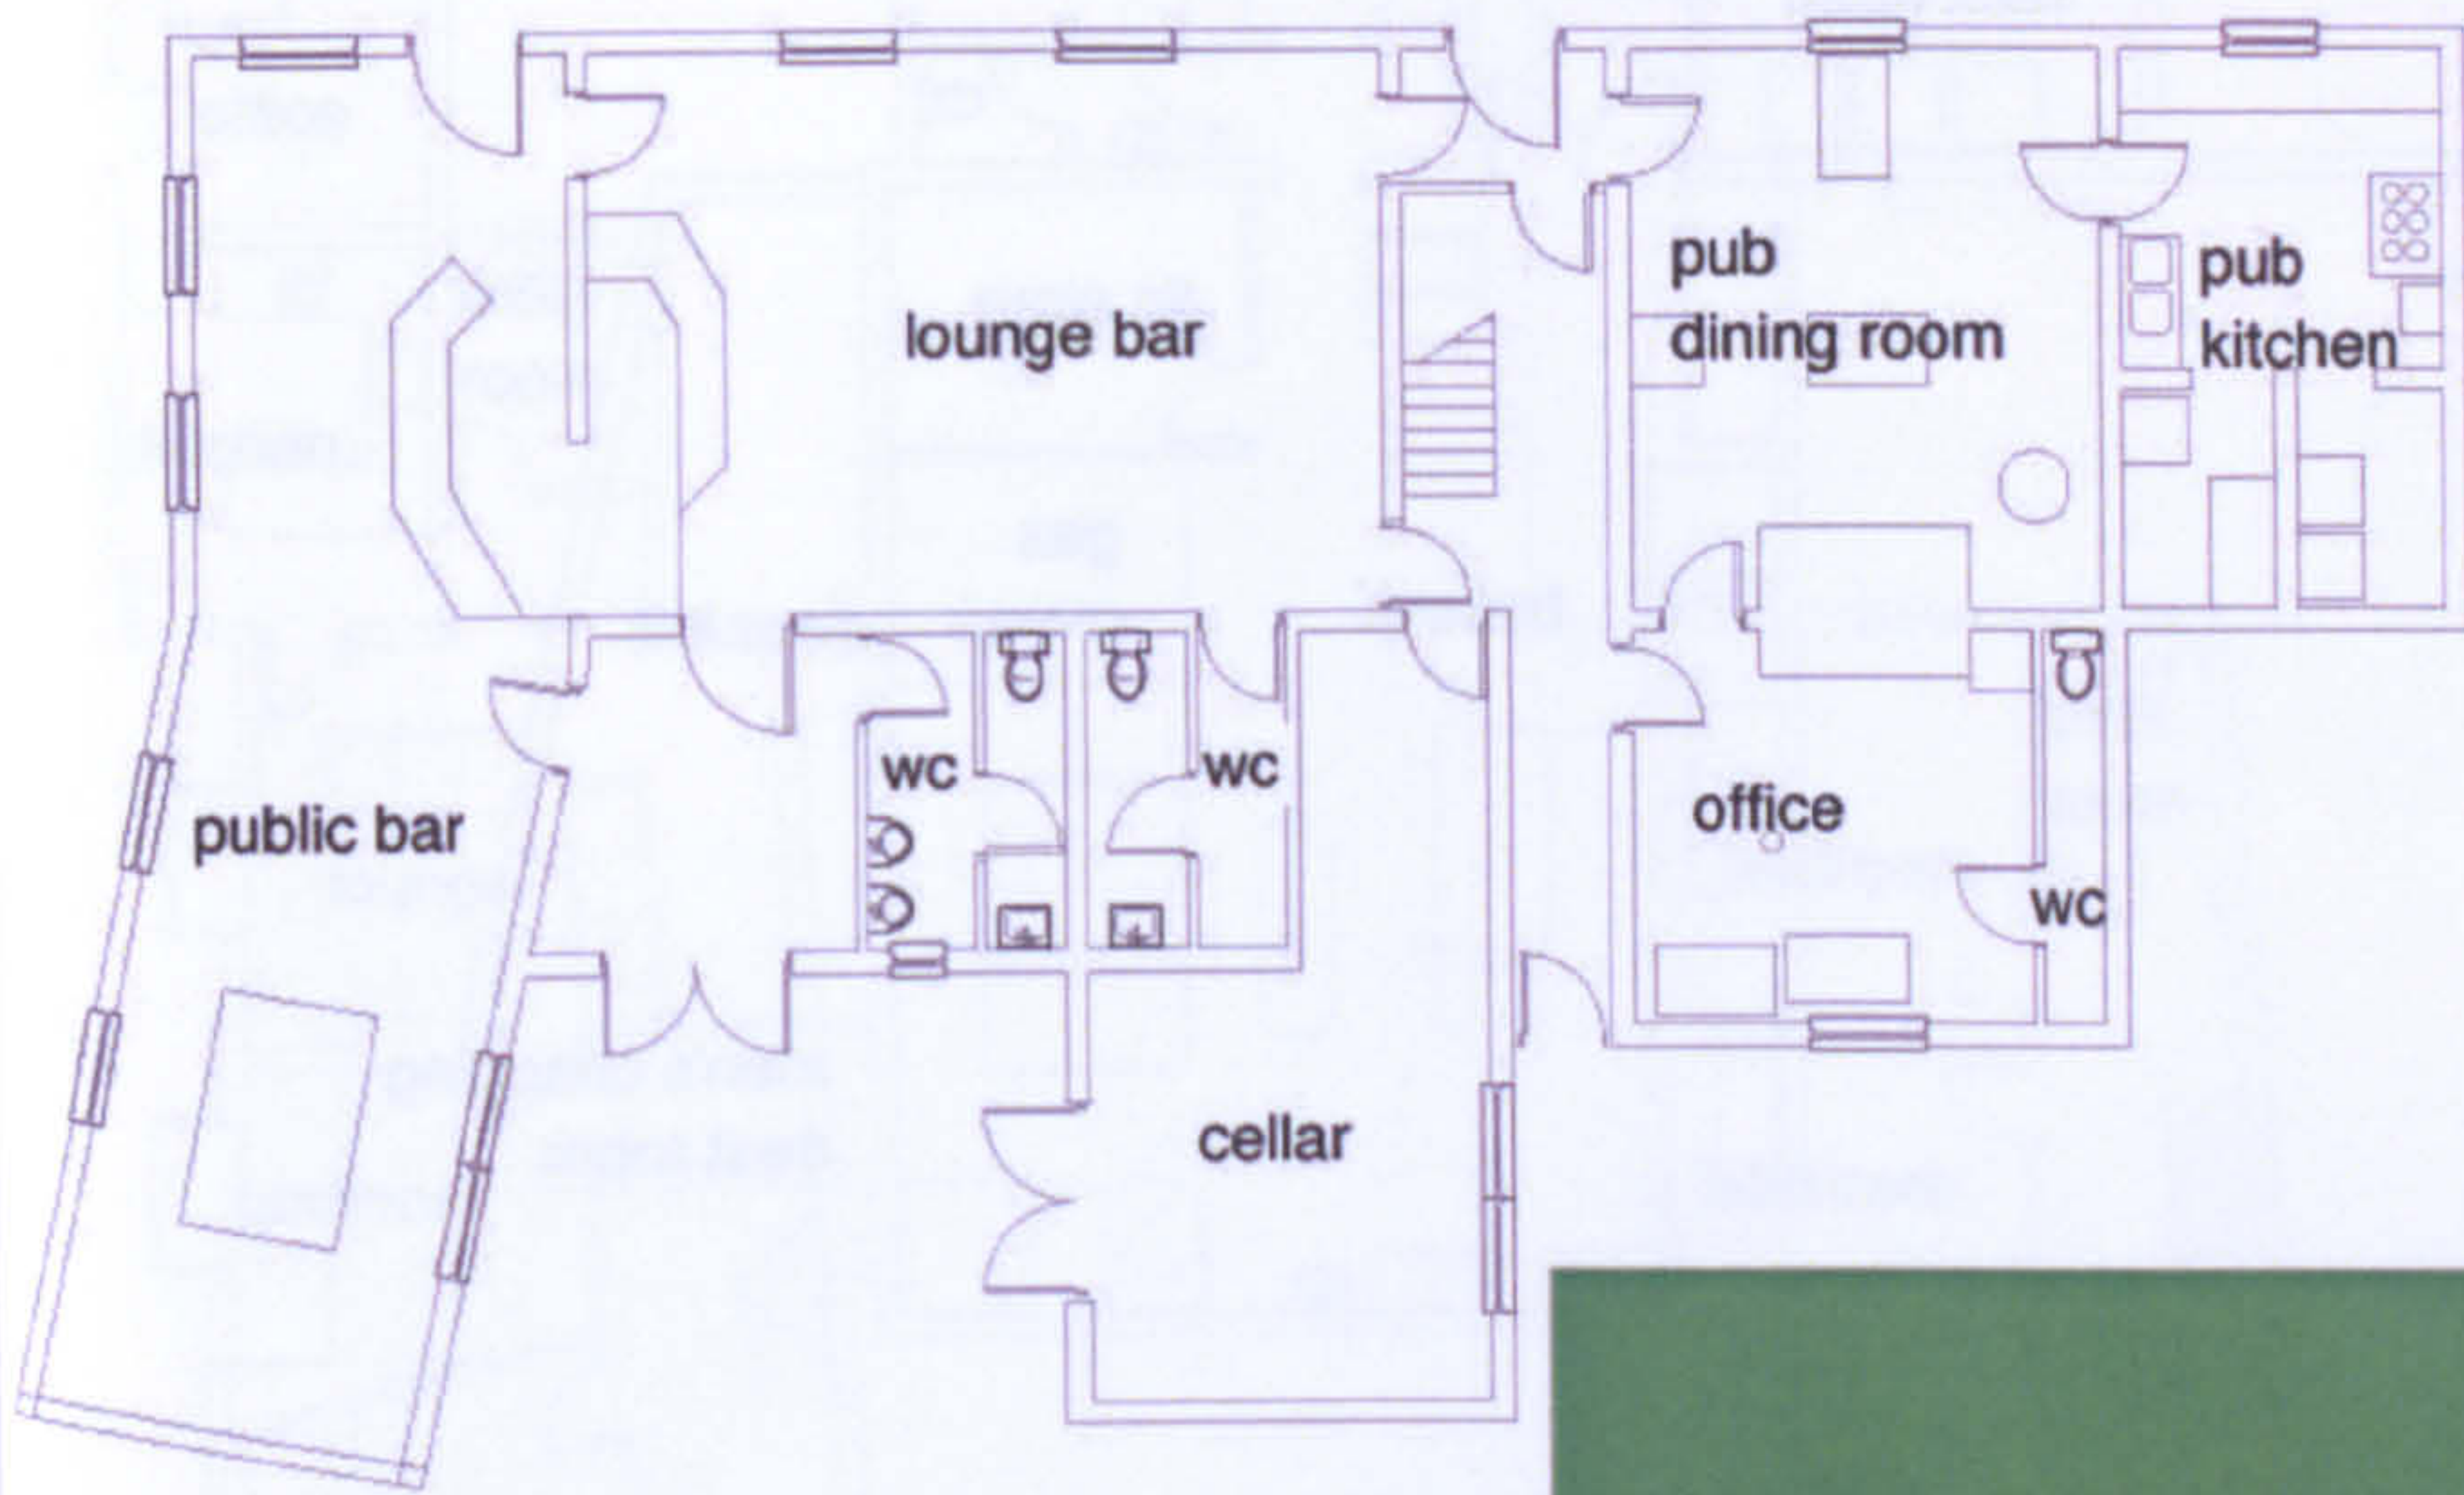 lounge bar
pub
dining room
pub
kitchen
wc
wc
public bar
office
wc
cellar